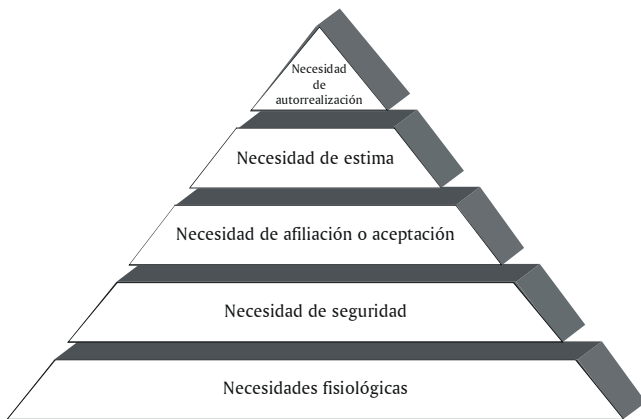 Necesidad
de
autorrealización
Necesidad de estima
Necesidad de afiliación o aceptación
Necesidad de seguridad
Necesidades fisiológicas